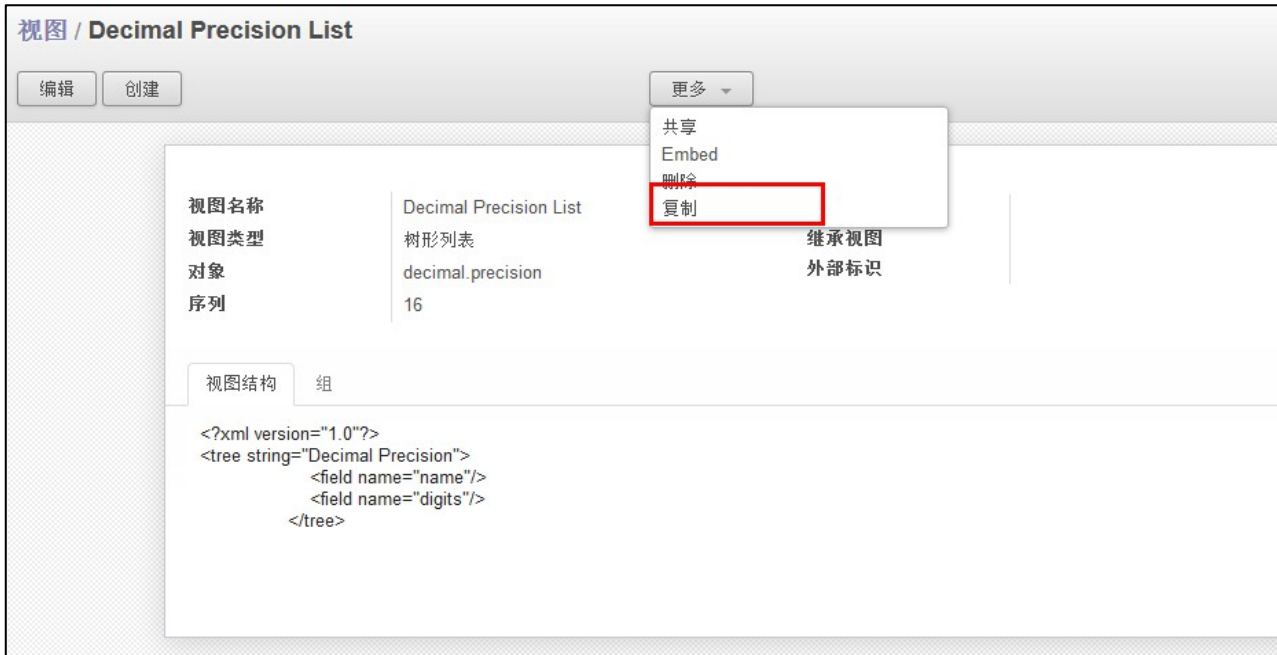 视图 / Decimal Precision List
编辑 创建 更多
共享
Embed
删除
复制
视图名称 Decimal Precision List
视图类型 树形列表 继承视图
对象 decimal.precision 外部标识
序列 16
视图结构 组
<?xml version="1.0"?>
<tree string="Decimal Precision">
<field name="name"/>
<field name="digits"/>
</tree>